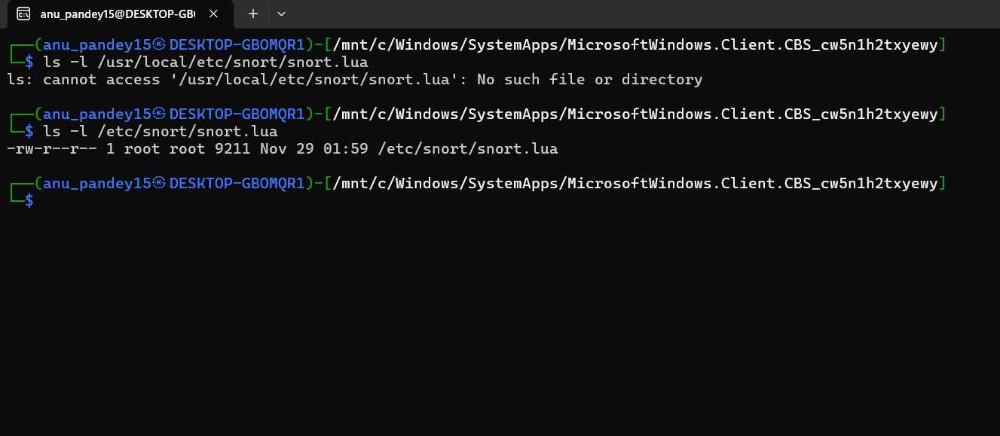 anu_pandey15@DESKTOP-GB
┌──(anu_pandey15㉿DESKTOP-GBOMQR1)-[/mnt/c/Windows/SystemApps/MicrosoftWindows.Client.CBS_cw5n1h2txyewy]
└─$ ls -l /usr/local/etc/snort/snort.lua
ls: cannot access '/usr/local/etc/snort/snort.lua': No such file or directory
┌──(anu_pandey15㉿DESKTOP-GBOMQR1)-[/mnt/c/Windows/SystemApps/MicrosoftWindows.Client.CBS_cw5n1h2txyewy]
└─$ ls -l /etc/snort/snort.lua
-rw-r--r-- 1 root root 9211 Nov 29 01:59 /etc/snort/snort.lua
┌──(anu_pandey15㉿DESKTOP-GBOMQR1)-[/mnt/c/Windows/SystemApps/MicrosoftWindows.Client.CBS_cw5n1h2txyewy]
└─$